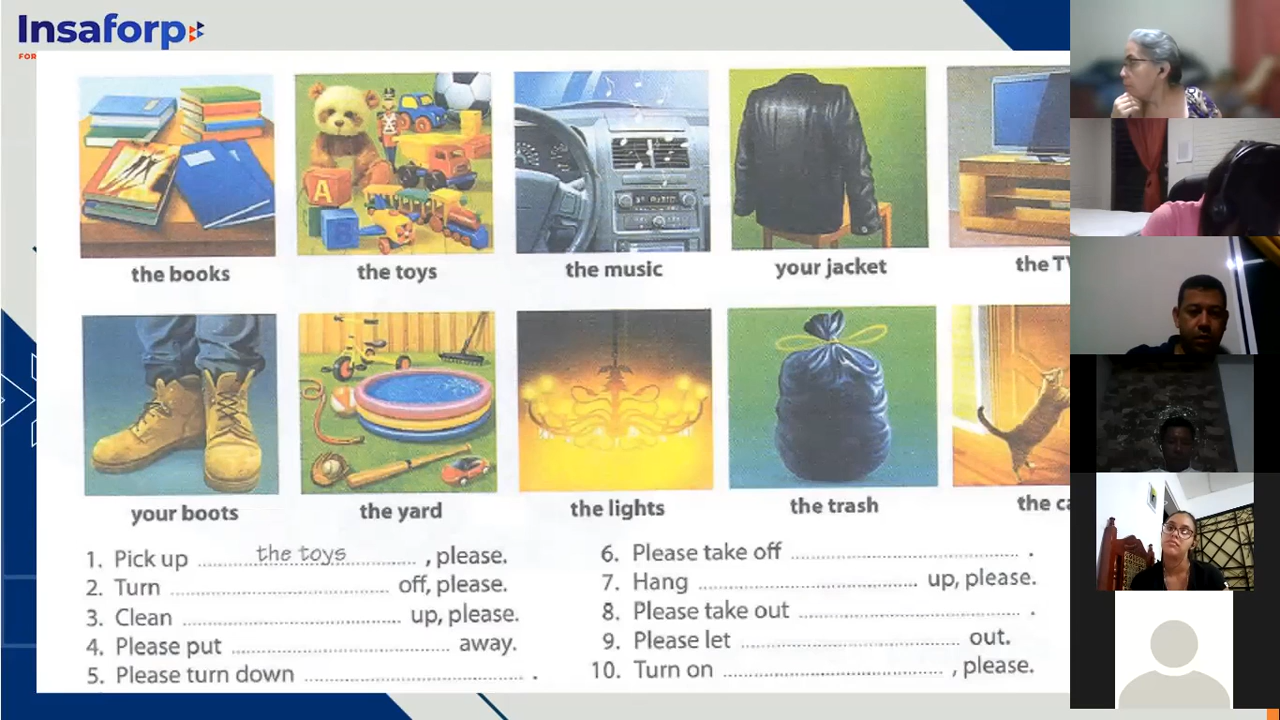 Insaforp
FOR
the books
the toys
the music
your jacket
the TV
your boots
the yard
the lights
the trash
the ca
1. Pick up the toys, please.
2. Turn .......... off, please.
3. Clean .......... up, please.
4. Please put .......... away.
5. Please turn down .......... .
6. Please take off .......... .
7. Hang .......... up, please.
8. Please take out .......... .
9. Please let .......... out.
10. Turn on .........., please.